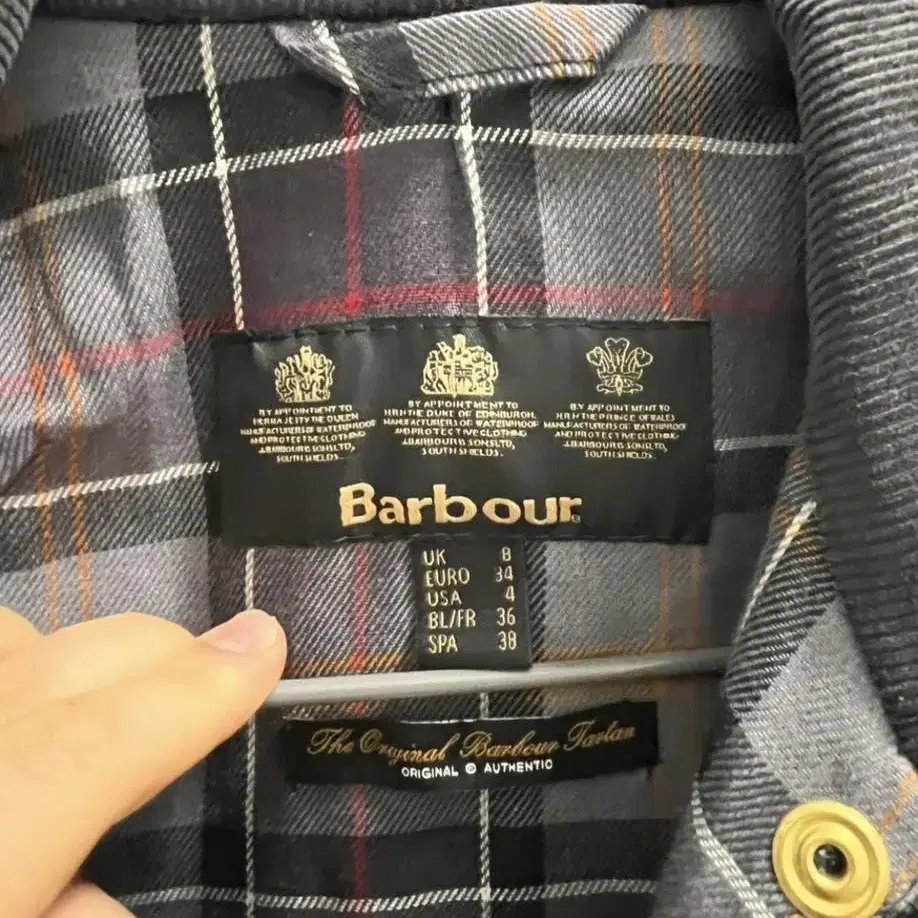 BY APPOINTMENT TO
HER MAJESTY THE QUEEN
MANUFACTURERS OF WATERPROOF
AND PROTECTIVE CLOTHING
J.BARBOUR & SONS LTD,
SOUTH SHIELDS.
BY APPOINTMENT TO
H.R.H THE DUKE OF EDINBURGH,
MANUFACTURERS OF WATERPROOF
AND PROTECTIVE CLOTHING
J.BARBOUR & SONS LTD,
SOUTH SHIELDS.
BY APPOINTMENT TO
H.R.H THE PRINCE OF WALES
MANUFACTURERS OF WATERPROOF
AND PROTECTIVE CLOTHING
J.BARBOUR & SONS LTD,
SOUTH SHIELDS.
Barbour
UK 8
EURO 34
USA 4
BL/FR 36
SPA 38
The Original Barbour Tartan
ORIGINAL & AUTHENTIC